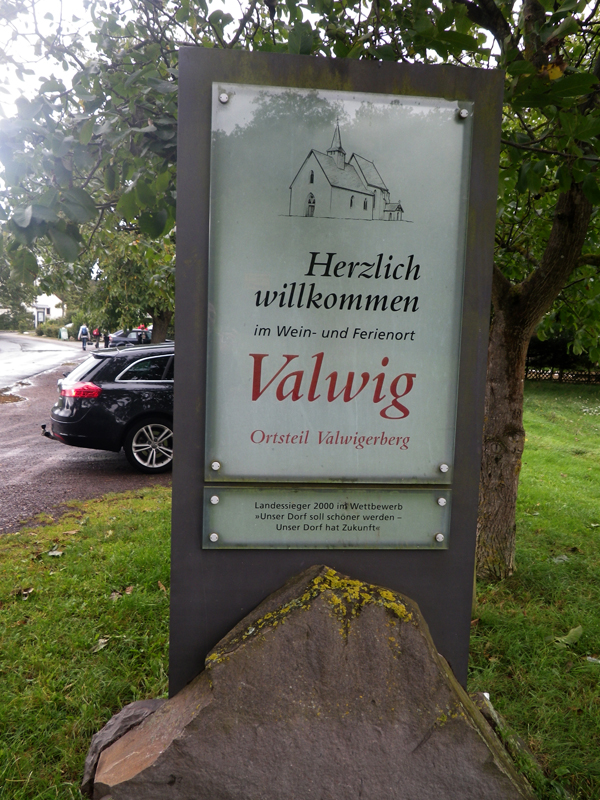 Herzlich
willkommen
im Wein- und Ferienort
Valwig
Ortsteil Valwigerberg
Landessieger 2000 im Wettbewerb
»Unser Dorf soll schöner werden –
Unser Dorf hat Zukunft«